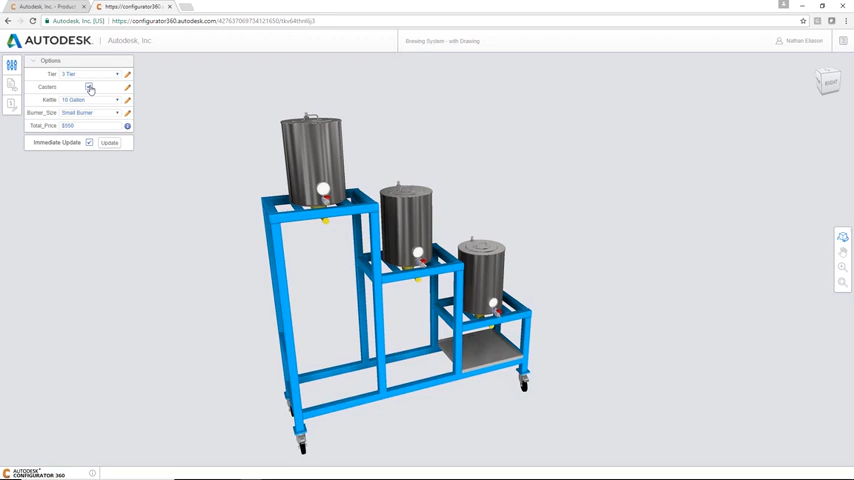 Autodesk, Inc. - Product
https://configurator360.
Autodesk, Inc. [US]
https://configurator360.autodesk.com/427637069734121650/tkv64thnl6j3
AUTODESK.
Autodesk, Inc.
Brewing System - with Drawing
Nathan Eliason
Options
Tier 3 Tier
Casters
Kettle 10 Gallon
Burner_Size Small Burner
Total_Price $550
Immediate Update Update
RIGHT
AUTODESK
CONFIGURATOR 360